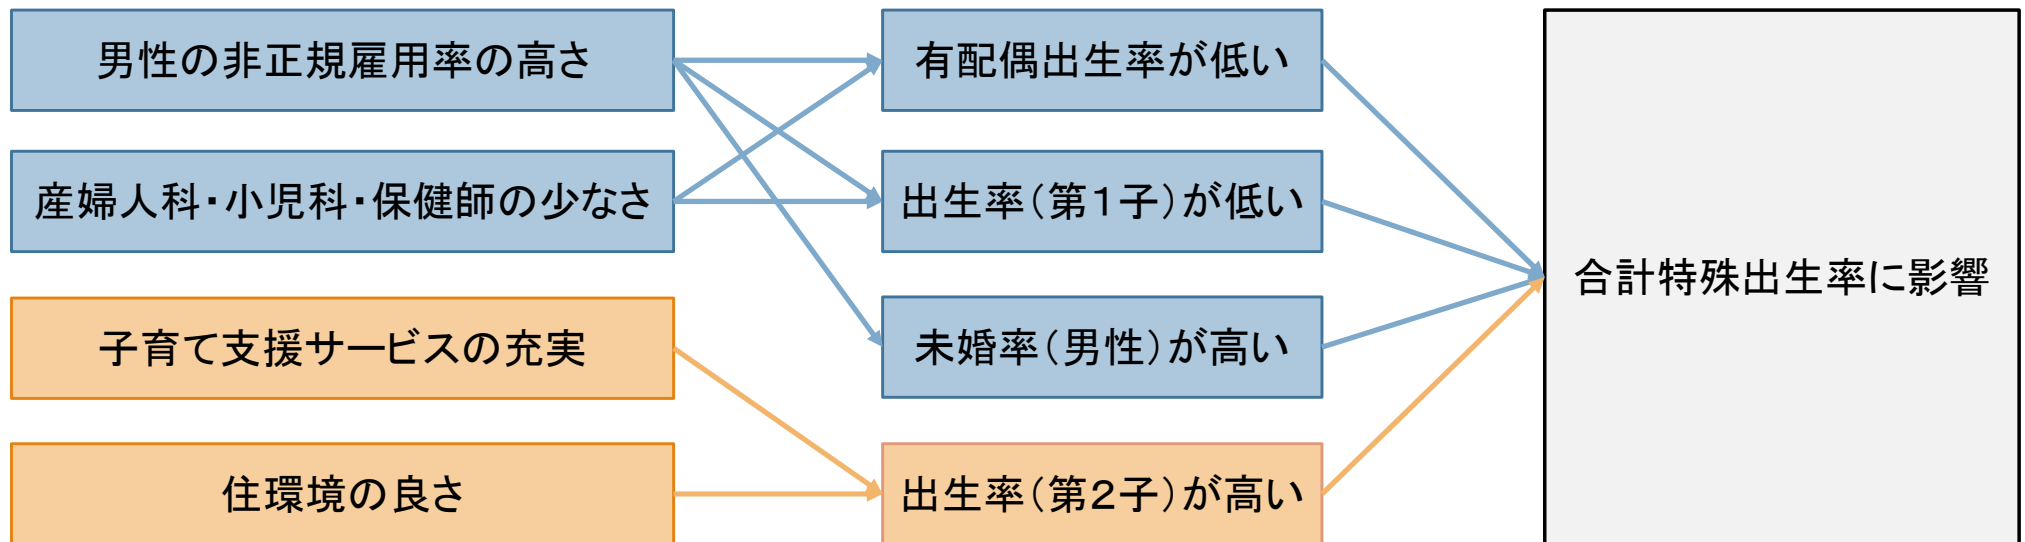 男性の非正規雇用率の高さ
産婦人科・小児科・保健師の少なさ
子育て支援サービスの充実
住環境の良さ
有配偶出生率が低い
出生率（第１子）が低い
未婚率（男性）が高い
出生率（第２子）が高い
合計特殊出生率に影響